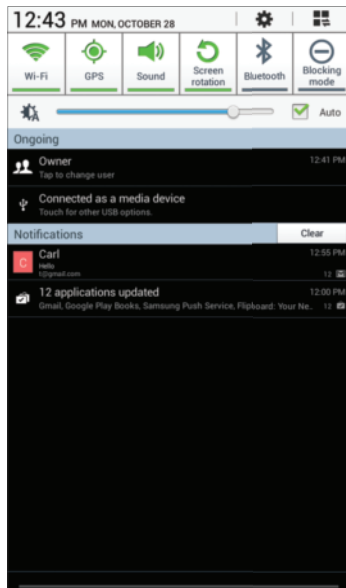 12:43 PM MON, OCTOBER 28
Wi-Fi
GPS
Sound
Screen rotation
Bluetooth
Blocking mode
A
Auto
Ongoing
Owner
12:41 PM
Tap to change user
Connected as a media device
Touch for other USB options.
Notifications
Clear
C
Carl
12:55 PM
Hello
t@gmail.com
12
12 applications updated
12:00 PM
Gmail, Google Play Books, Samsung Push Service, Flipboard: Your Ne..
12